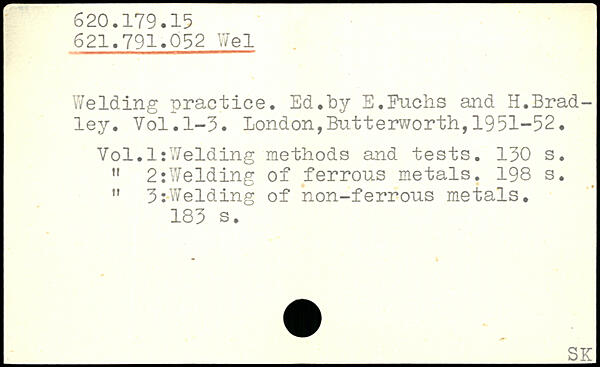 620.179.15
621.791.052 Wel
Welding practice. Ed.by E.Fuchs and H.Brad-
ley. Vol.1-3. London,Butterworth,1951-52.
Vol.1:Welding methods and tests. 130 s.
" 2:Welding of ferrous metals. 198 s.
" 3:Welding of non-ferrous metals.
183 s.
SK